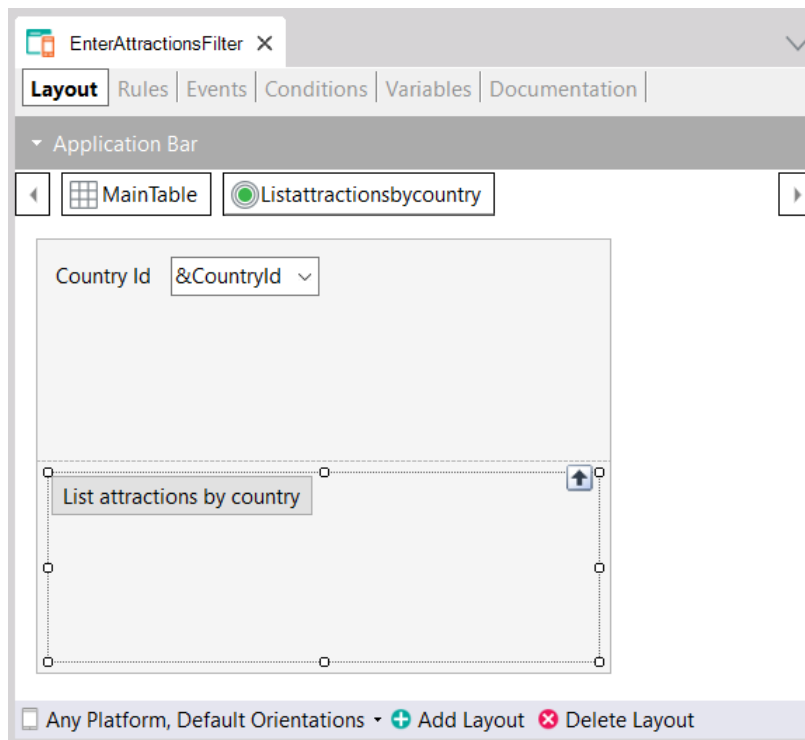 EnterAttractionsFilter
Layout Rules Events Conditions Variables Documentation
Application Bar
MainTable Listattractionsbycountry
Country Id &CountryId
List attractions by country
Any Platform, Default Orientations Add Layout Delete Layout